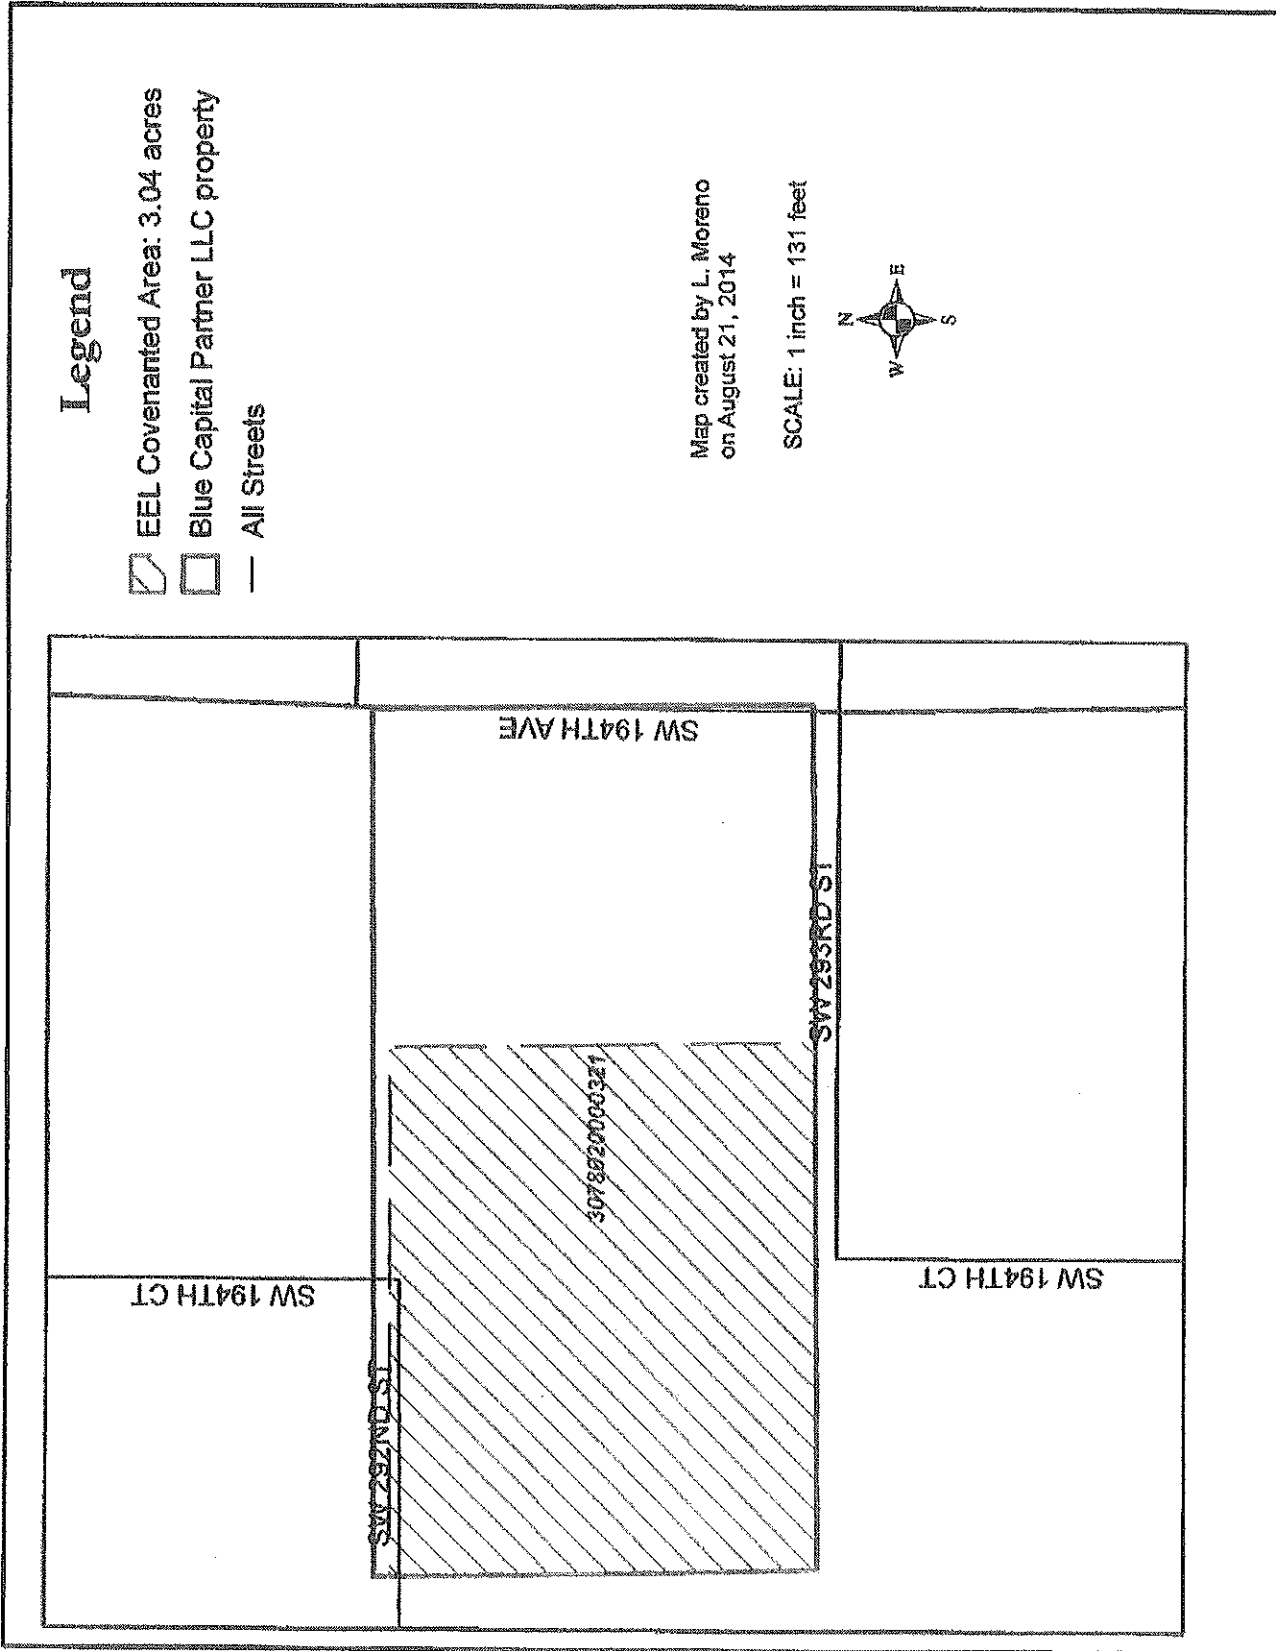 Legend
EEL Covenanted Area: 3.04 acres
Blue Capital Partner LLC property
All Streets
Map created by L. Moreno
on August 21, 2014
SCALE: 1 inch = 131 feet
N
W
E
S
SW 194TH AVE
SW 194TH CT
SW 292ND ST
3078020000321
SW 293RD ST
SW 194TH CT